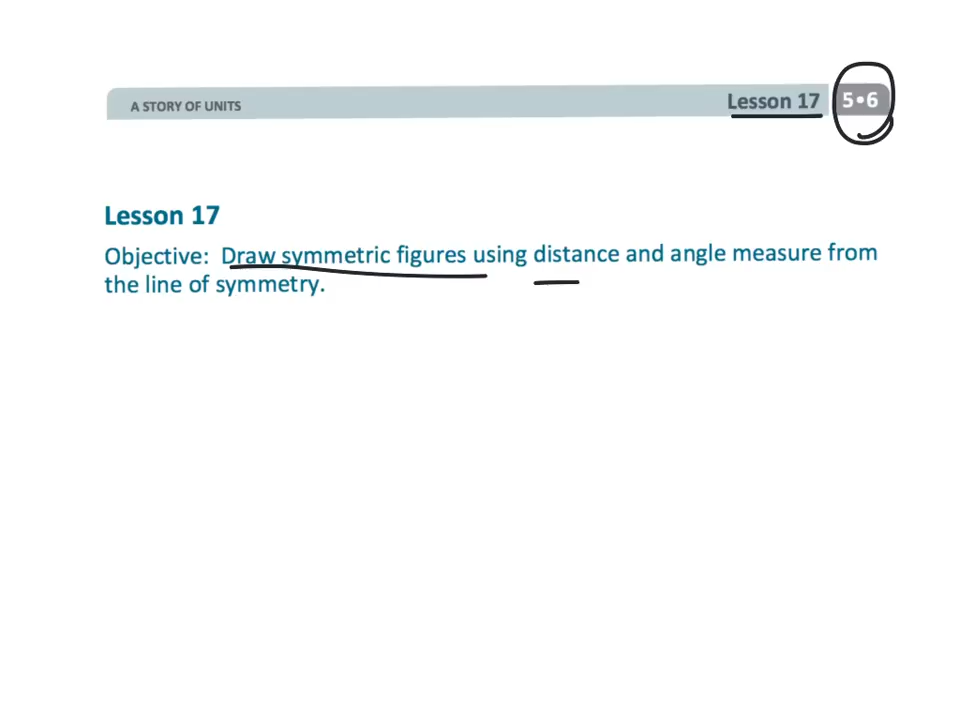 A STORY OF UNITS
Lesson 17 5•6
Lesson 17
Objective: Draw symmetric figures using distance and angle measure from
the line of symmetry.